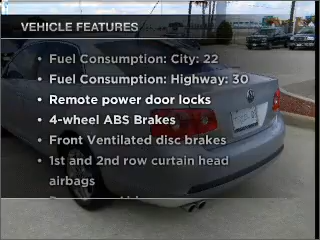 VEHICLE FEATURES
• Fuel Consumption: City: 22
• Fuel Consumption: Highway: 30
• Remote power door locks
• 4-wheel ABS Brakes
• Front Ventilated disc brakes
• 1st and 2nd row curtain head
airbags